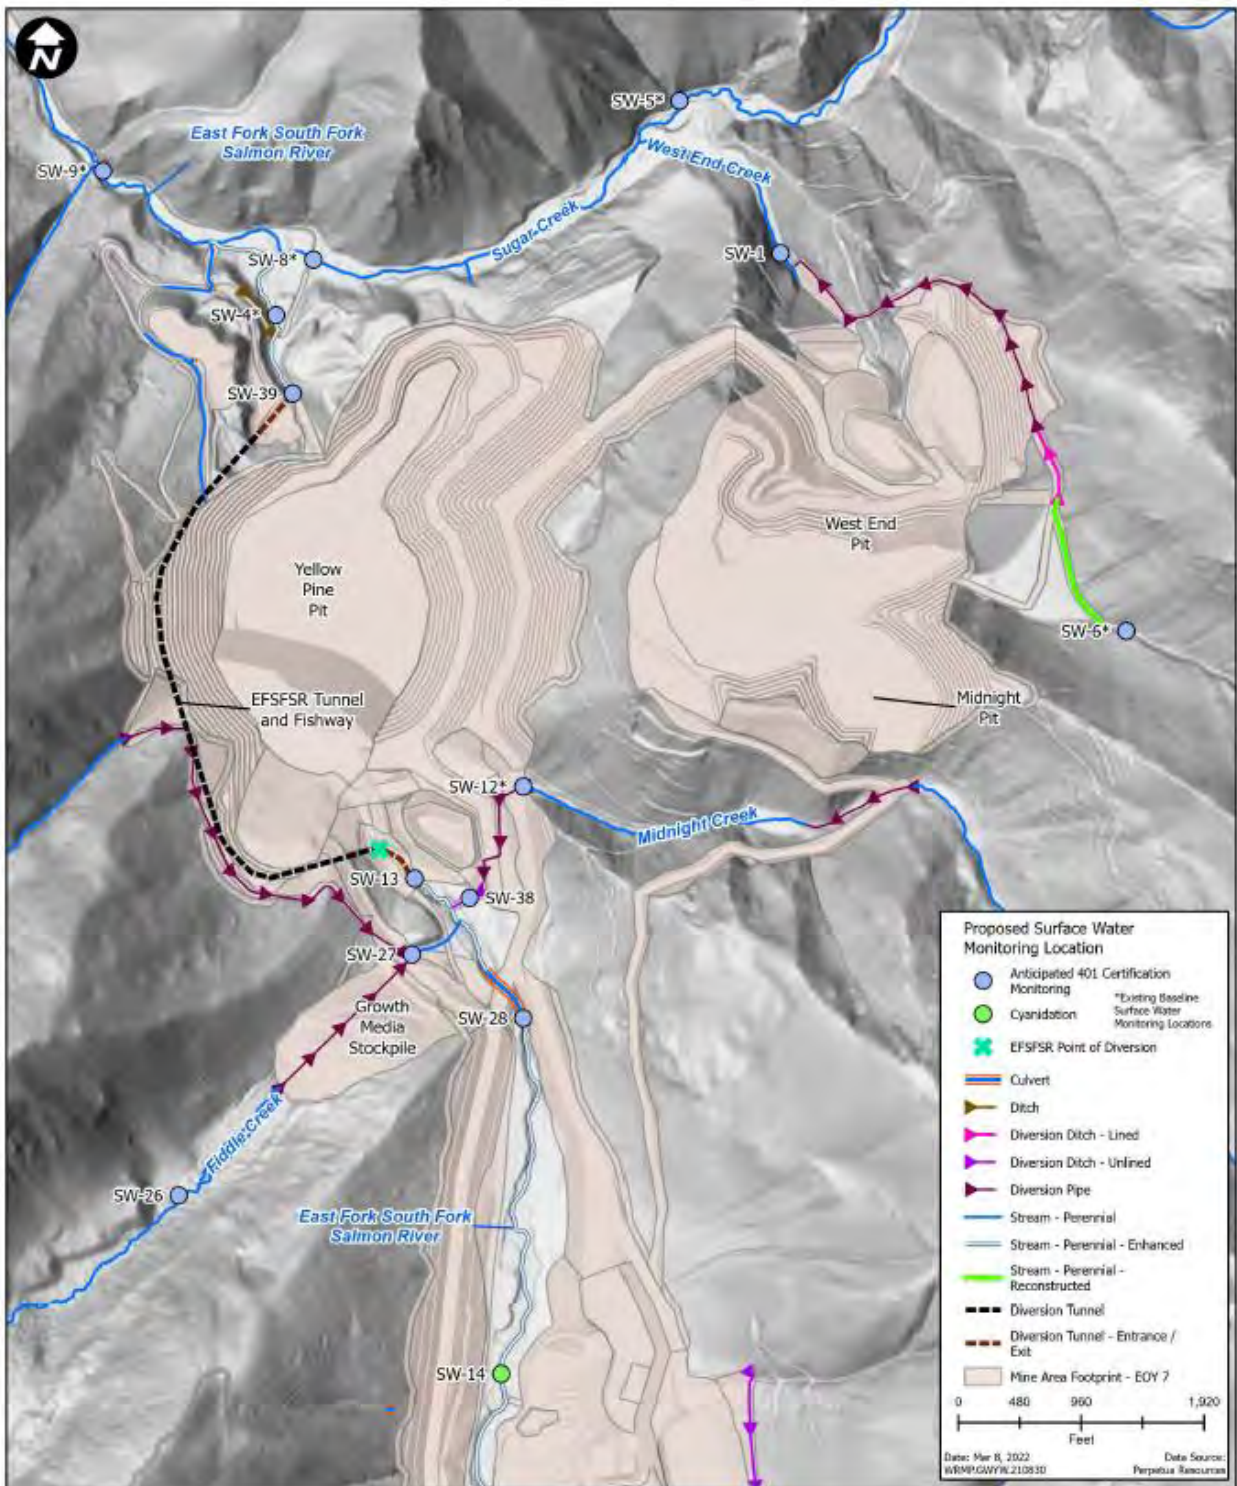 N
SW-5*
East Fork South Fork
Salmon River
West End Creek
SW-9*
Sugar Creek
SW-8*
SW-1
SW-4*
SW-39
West End
Pit
Yellow
Pine
Pit
SW-6*
EFSFSR Tunnel
and Fishway
Midnight
Pit
SW-12*
Midnight Creek
SW-13
SW-38
SW-27
Growth
Media
Stockpile
SW-28
Fiddle Creek
SW-26
East Fork South Fork
Salmon River
SW-14
Proposed Surface Water
Monitoring Location
Anticipated 401 Certification
Monitoring
Cyanidation
*Existing Baseline
Surface Water
Monitoring Locations
EFSFSR Point of Diversion
Culvert
Ditch
Diversion Ditch - Lined
Diversion Ditch - Unlined
Diversion Pipe
Stream - Perennial
Stream - Perennial - Enhanced
Stream - Perennial -
Reconstructed
Diversion Tunnel
Diversion Tunnel - Entrance /
Exit
Mine Area Footprint - EOY 7
0 480 960 1,920
Feet
Date: Mar 8, 2022
WRMP.GWYW.210830
Data Source:
Perpetua Resources